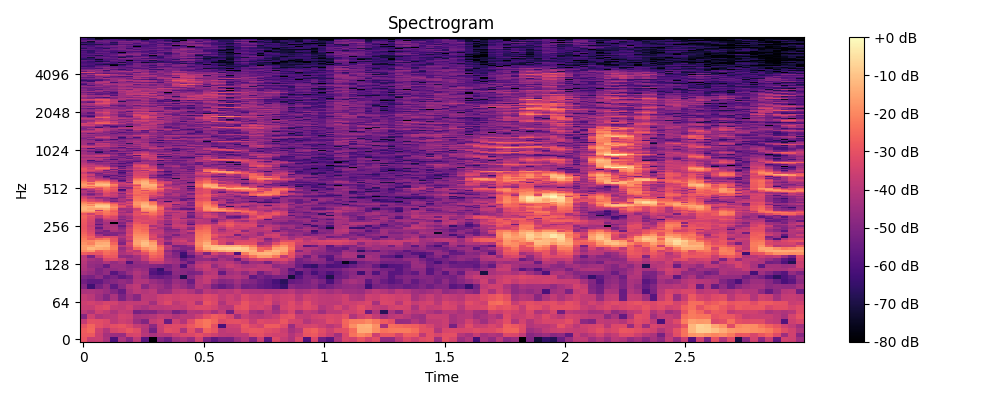 Spectrogram
4096
2048
1024
512
256
128
64
0
Hz
0
0.5
1
1.5
2
2.5
Time
+0 dB
-10 dB
-20 dB
-30 dB
-40 dB
-50 dB
-60 dB
-70 dB
-80 dB